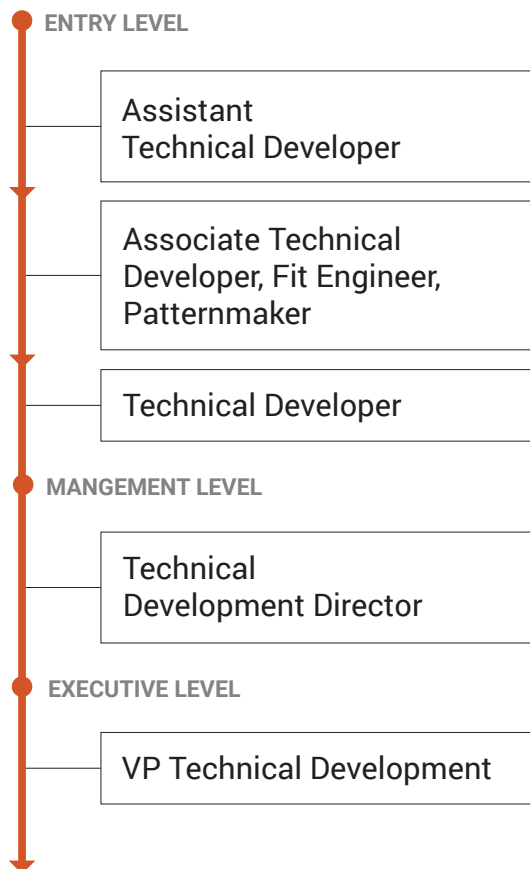 ENTRY LEVEL
Assistant
Technical Developer
Associate Technical
Developer, Fit Engineer,
Patternmaker
Technical Developer
MANGEMENT LEVEL
Technical
Development Director
EXECUTIVE LEVEL
VP Technical Development